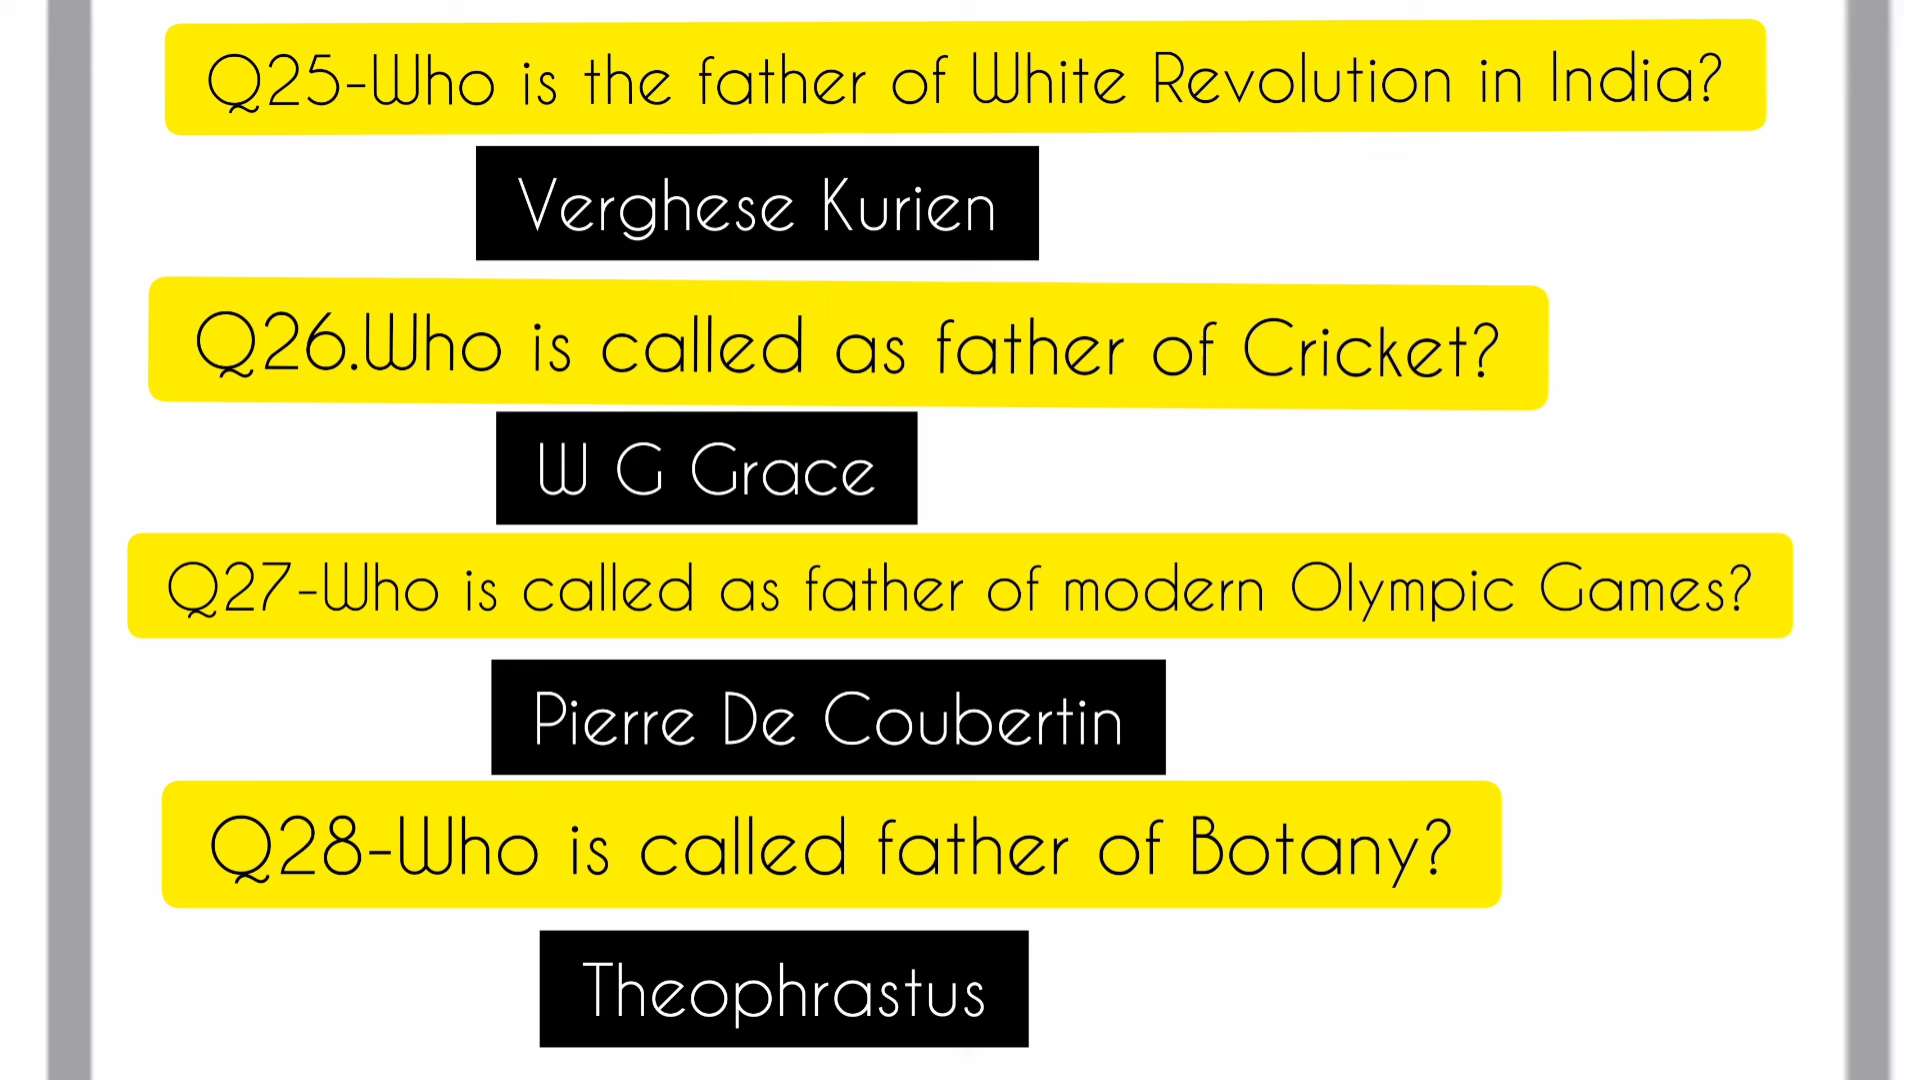 Q25-Who is the father of White Revolution in India?
Verghese Kurien
Q26.Who is called as father of Cricket?
W G Grace
Q27-Who is called as father of modern Olympic Games?
Pierre De Coubertin
Q28-Who is called father of Botany?
Theophrastus